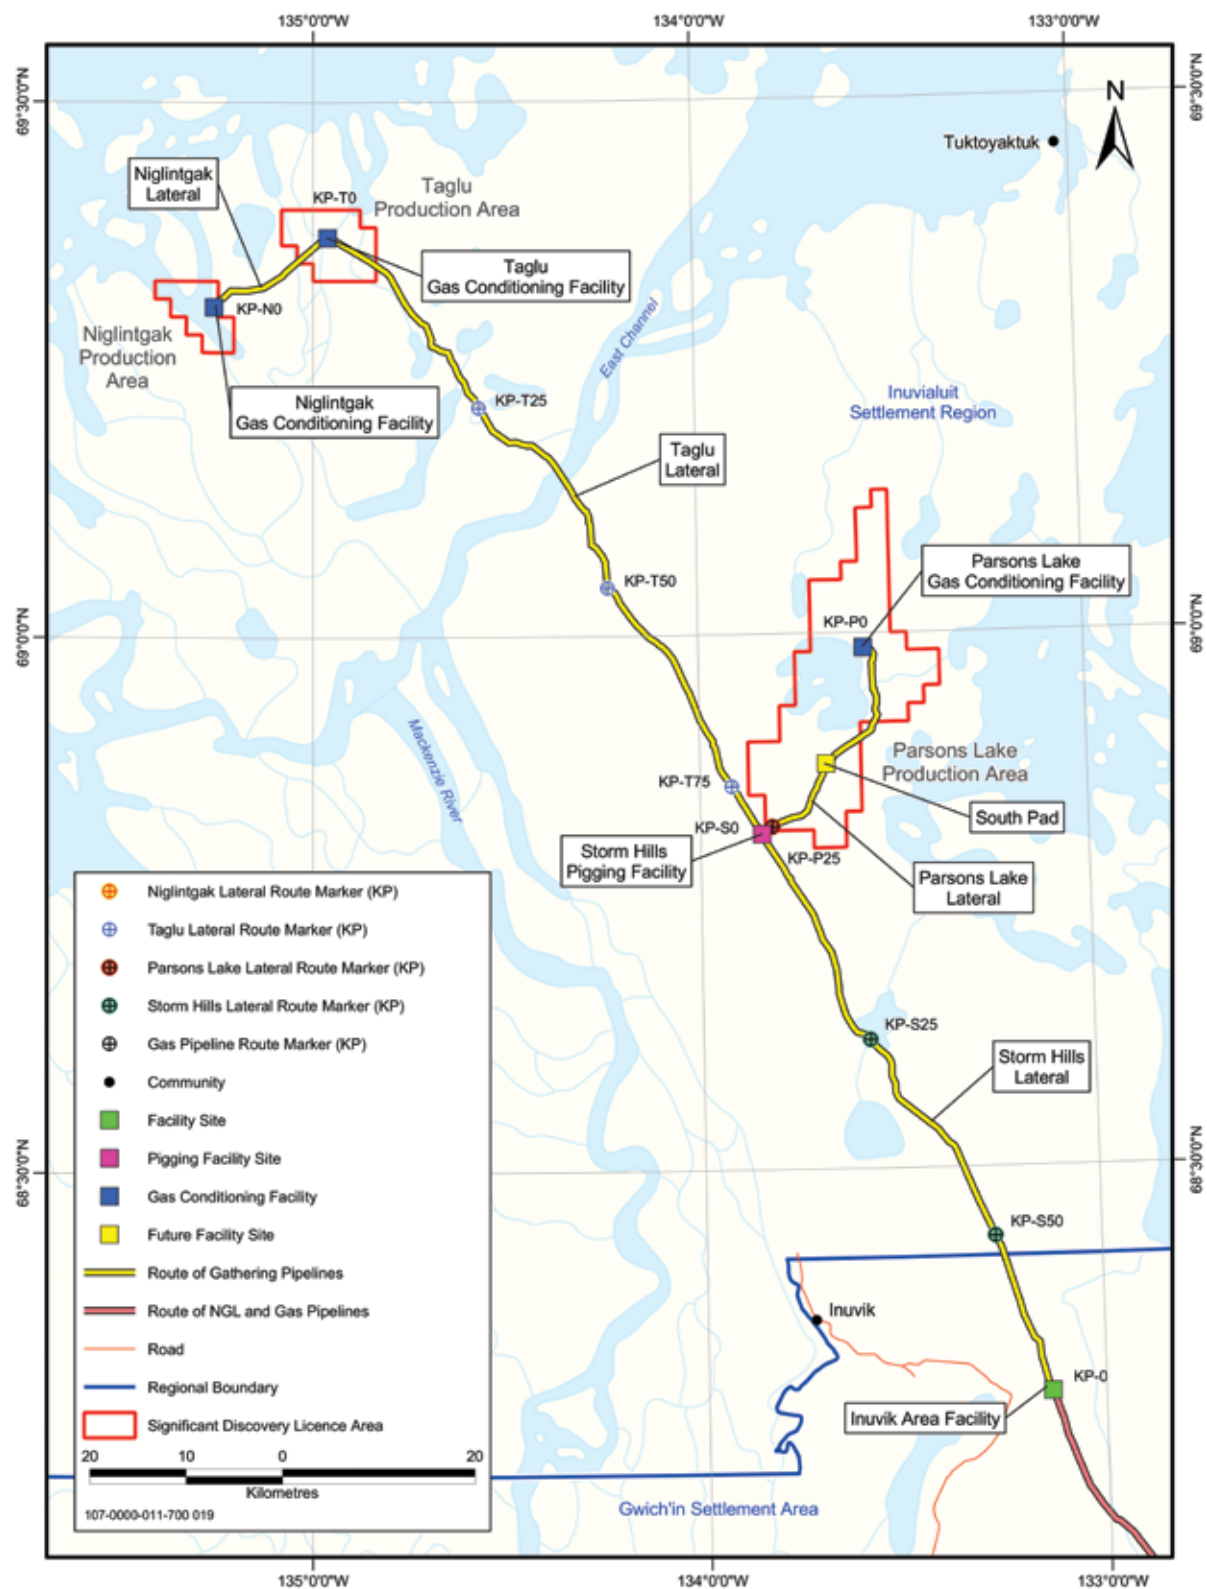 135°0'0"W
134°0'0"W
133°0'0"W
69°30'0"N
69°30'0"N
N
Tuktoyaktuk
Niglintgak
Lateral
KP-T0
Taglu
Production Area
Taglu
Gas Conditioning Facility
KP-N0
Niglintgak
Production
Area
East Channel
Niglintgak
Gas Conditioning Facility
KP-T25
Inuvialuit
Settlement Region
Taglu
Lateral
Parsons Lake
Gas Conditioning Facility
KP-T50
KP-P0
69°0'0"N
69°0'0"N
Mackenzie River
Parsons Lake
Production Area
KP-T75
South Pad
KP-S0
Storm Hills
Pigging Facility
KP-P25
Parsons Lake
Lateral
KP-S25
Storm Hills
Lateral
68°30'0"N
68°30'0"N
KP-S50
Inuvik
KP-0
Inuvik Area Facility
Gwich'in Settlement Area
Niglintgak Lateral Route Marker (KP)
Taglu Lateral Route Marker (KP)
Parsons Lake Lateral Route Marker (KP)
Storm Hills Lateral Route Marker (KP)
Gas Pipeline Route Marker (KP)
Community
Facility Site
Pigging Facility Site
Gas Conditioning Facility
Future Facility Site
Route of Gathering Pipelines
Route of NGL and Gas Pipelines
Road
Regional Boundary
Significant Discovery Licence Area
20 10 0 20
Kilometres
107-0000-011-700 019
135°0'0"W
134°0'0"W
133°0'0"W